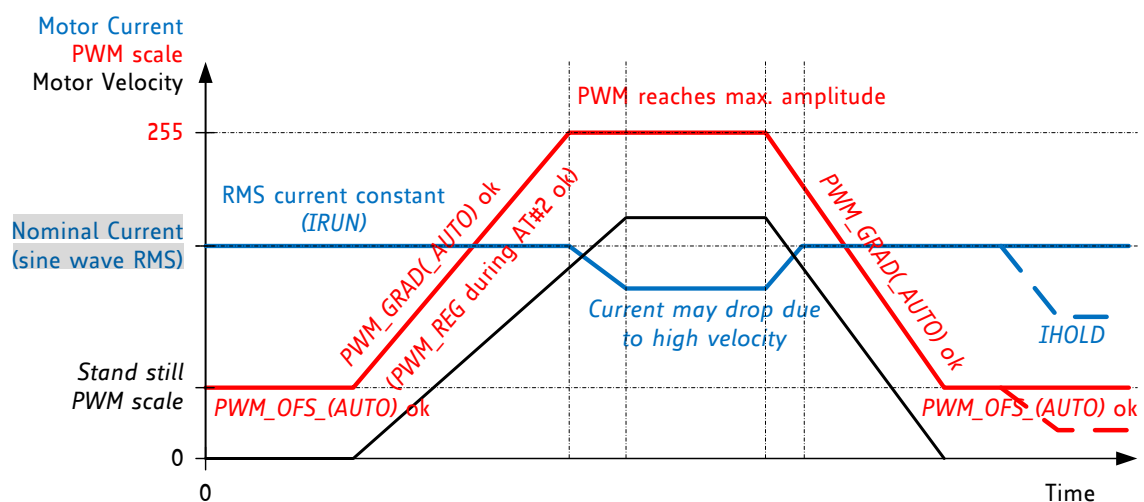 Motor Current
PWM scale
Motor Velocity
PWM reaches max. amplitude
255
RMS current constant
(IRUN)
PWM_GRAD(_AUTO) ok
(PWM_REG during AT#2 ok)
PWM_GRAD(_AUTO) ok
Nominal Current
(sine wave RMS)
Current may drop due
to high velocity
IHOLD
Stand still
PWM scale
PWM_OFS_(AUTO) ok
PWM_OFS_(AUTO) ok
0
0
Time